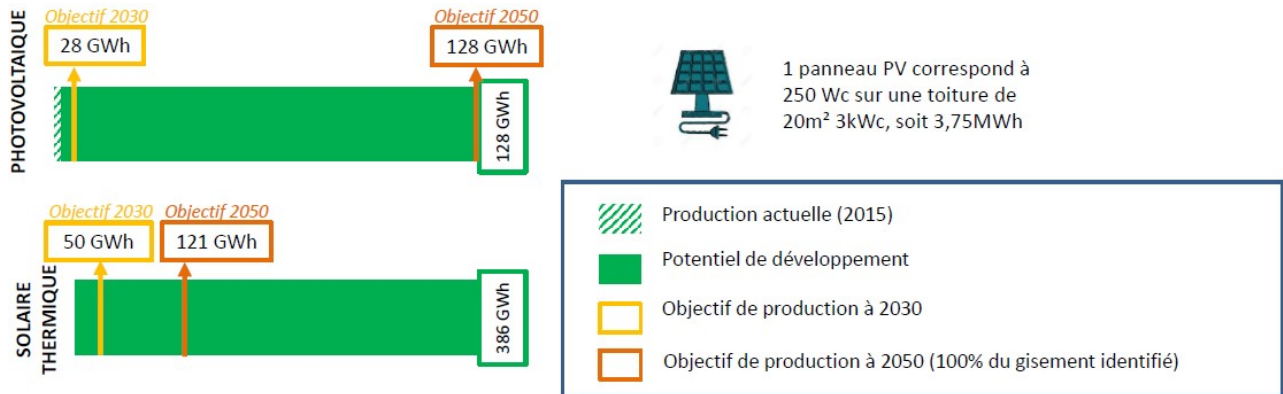 PHOTOVOLTAIQUE
Objectif 2030
28 GWh
Objectif 2050
128 GWh
128 GWh
1 panneau PV correspond à
250 Wc sur une toiture de
20m² 3kWc, soit 3,75MWh
SOLAIRE
THERMIQUE
Objectif 2030
50 GWh
Objectif 2050
121 GWh
386 GWh
Production actuelle (2015)
Potentiel de développement
Objectif de production à 2030
Objectif de production à 2050 (100% du gisement identifié)